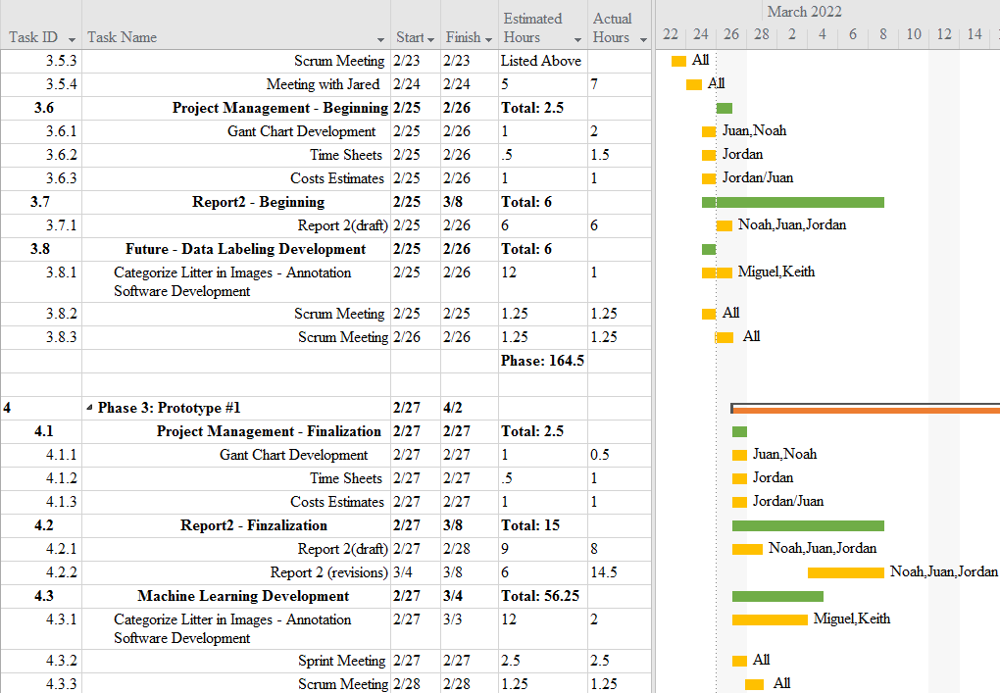 March 2022
Task ID Task Name Start Finish Estimated Hours Actual Hours 22 24 26 28 2 4 6 8 10 12 14
3.5.3 Scrum Meeting 2/23 2/23 Listed Above All
3.5.4 Meeting with Jared 2/24 2/24 5 7 All
3.6 Project Management - Beginning 2/25 2/26 Total: 2.5
3.6.1 Gant Chart Development 2/25 2/26 1 2 Juan,Noah
3.6.2 Time Sheets 2/25 2/26 .5 1.5 Jordan
3.6.3 Costs Estimates 2/25 2/26 1 1 Jordan/Juan
3.7 Report2 - Beginning 2/25 3/8 Total: 6
3.7.1 Report 2(draft) 2/25 2/26 6 6 Noah,Juan,Jordan
3.8 Future - Data Labeling Development 2/25 2/26 Total: 6
3.8.1 Categorize Litter in Images - Annotation 2/25 2/26 12 1 Miguel,Keith
Software Development
3.8.2 Scrum Meeting 2/25 2/25 1.25 1.25 All
3.8.3 Scrum Meeting 2/26 2/26 1.25 1.25 All
Phase: 164.5
4 Phase 3: Prototype #1 2/27 4/2
4.1 Project Management - Finalization 2/27 2/27 Total: 2.5
4.1.1 Gant Chart Development 2/27 2/27 1 0.5 Juan,Noah
4.1.2 Time Sheets 2/27 2/27 .5 1 Jordan
4.1.3 Costs Estimates 2/27 2/27 1 1 Jordan/Juan
4.2 Report2 - Finzalization 2/27 3/8 Total: 15
4.2.1 Report 2(draft) 2/27 2/28 9 8 Noah,Juan,Jordan
4.2.2 Report 2 (revisions) 3/4 3/8 6 14.5 Noah,Juan,Jordan
4.3 Machine Learning Development 2/27 3/4 Total: 56.25
4.3.1 Categorize Litter in Images - Annotation 2/27 3/3 12 2 Miguel,Keith
Software Development
4.3.2 Sprint Meeting 2/27 2/27 2.5 2.5 All
4.3.3 Scrum Meeting 2/28 2/28 1.25 1.25 All